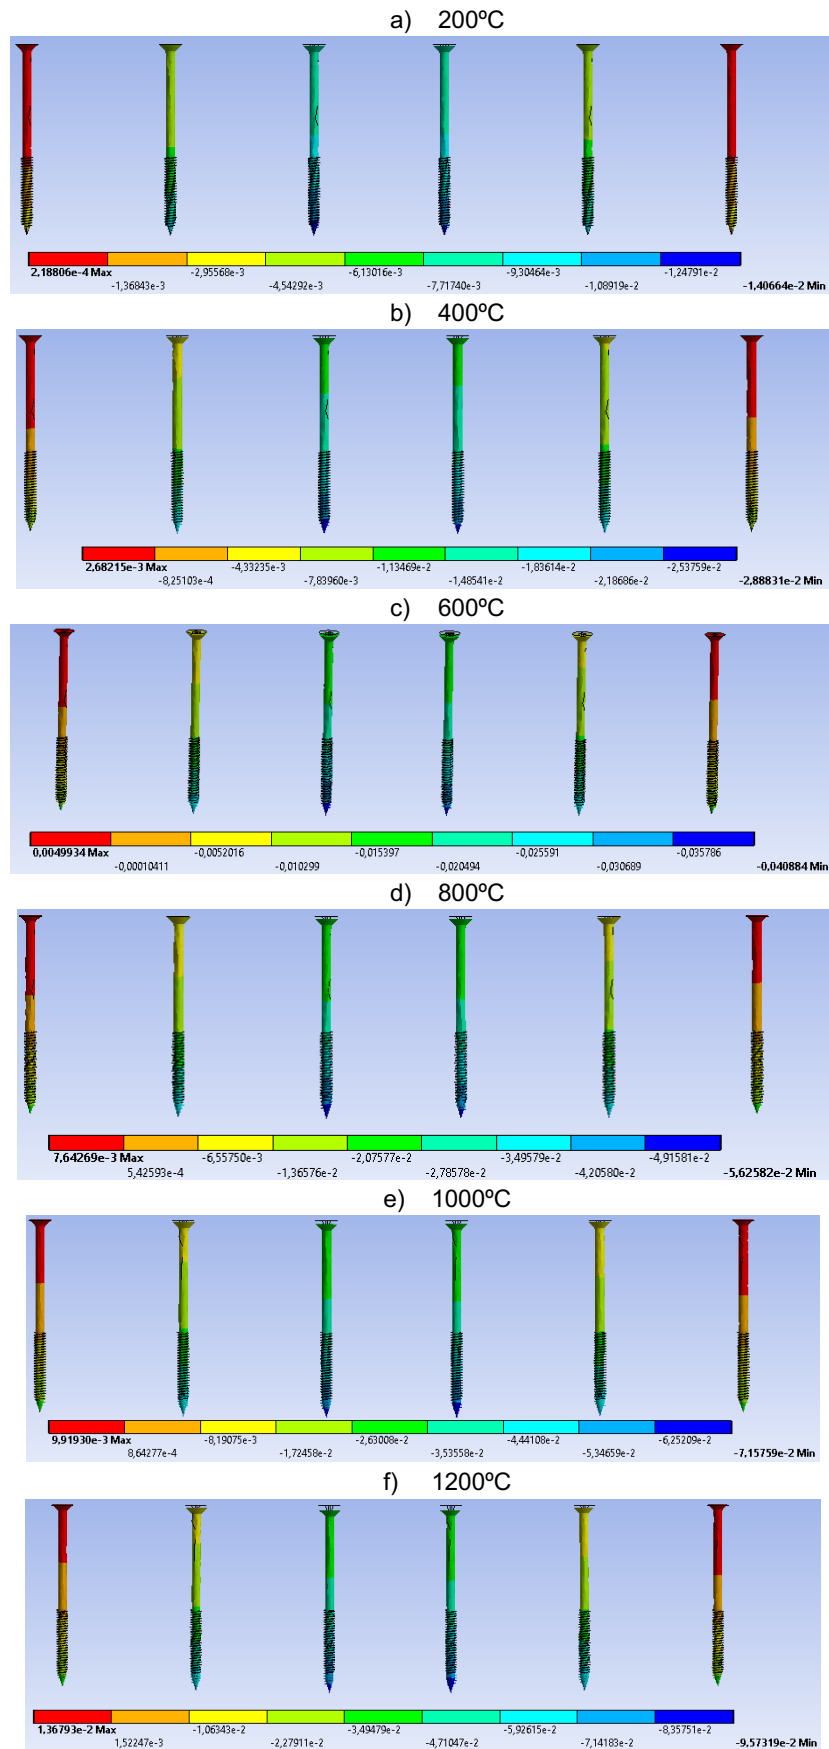 a) 200ºC
2,18806e-4 Max -2,95568e-3 -6,13016e-3 -9,30464e-3 -1,24791e-2
-1,36843e-3 -4,54292e-3 -7,71740e-3 -1,08919e-2 -1,40664e-2 Min
b) 400ºC
2,68215e-3 Max -4,33235e-3 -1,13469e-2 -1,83614e-2 -2,53759e-2
-8,25103e-4 -7,83960e-3 -1,48541e-2 -2,18686e-2 -2,88831e-2 Min
c) 600ºC
0,0049934 Max -0,0052016 -0,015397 -0,025591 -0,035786
-0,00010411 -0,010299 -0,020494 -0,030689 -0,040884 Min
d) 800ºC
7,64269e-3 Max -6,55750e-3 -2,07577e-2 -3,49579e-2 -4,91581e-2
5,42593e-4 -1,36576e-2 -2,78578e-2 -4,20580e-2 -5,62582e-2 Min
e) 1000ºC
9,91930e-3 Max -8,19075e-3 -2,63008e-2 -4,44108e-2 -6,25209e-2
8,64277e-4 -1,72458e-2 -3,53558e-2 -5,34659e-2 -7,15759e-2 Min
f) 1200ºC
1,36793e-2 Max -1,06343e-2 -3,49479e-2 -5,92615e-2 -8,35751e-2
1,52247e-3 -2,27911e-2 -4,71047e-2 -7,14183e-2 -9,57319e-2 Min